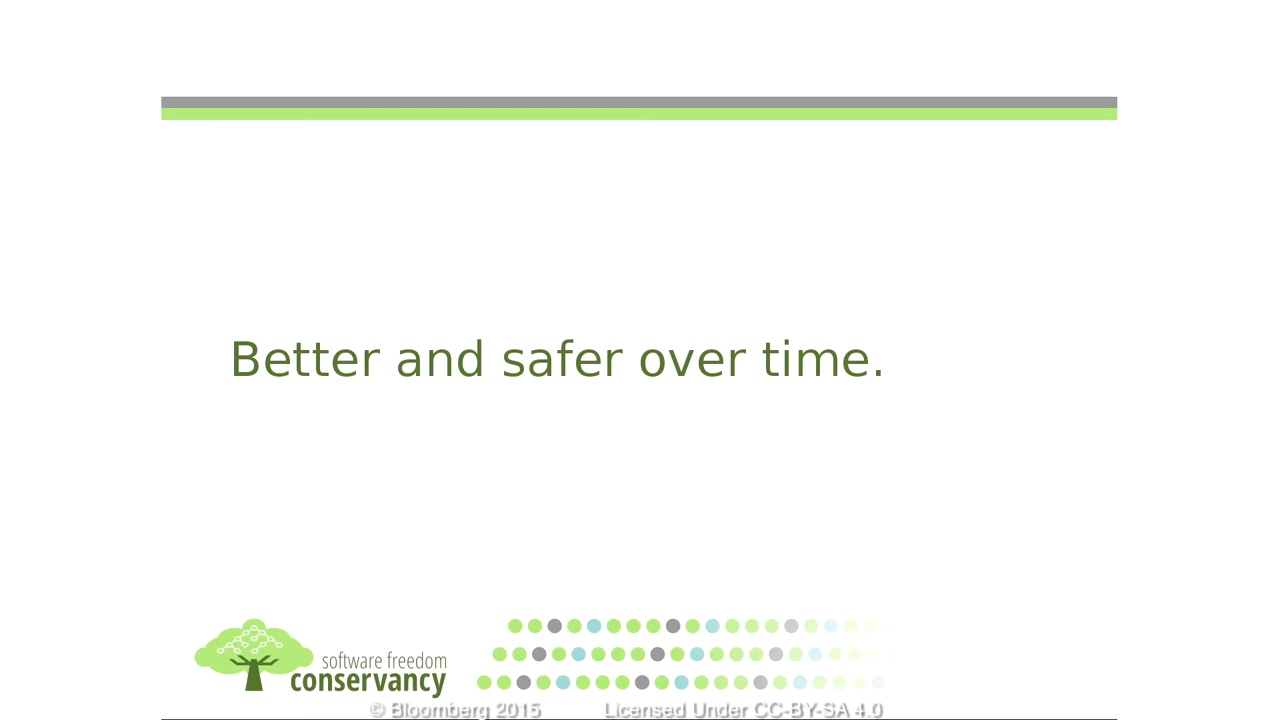 Better and safer over time.
software freedom
conservancy
© Bloomberg 2015 Licensed Under CC-BY-SA 4.0